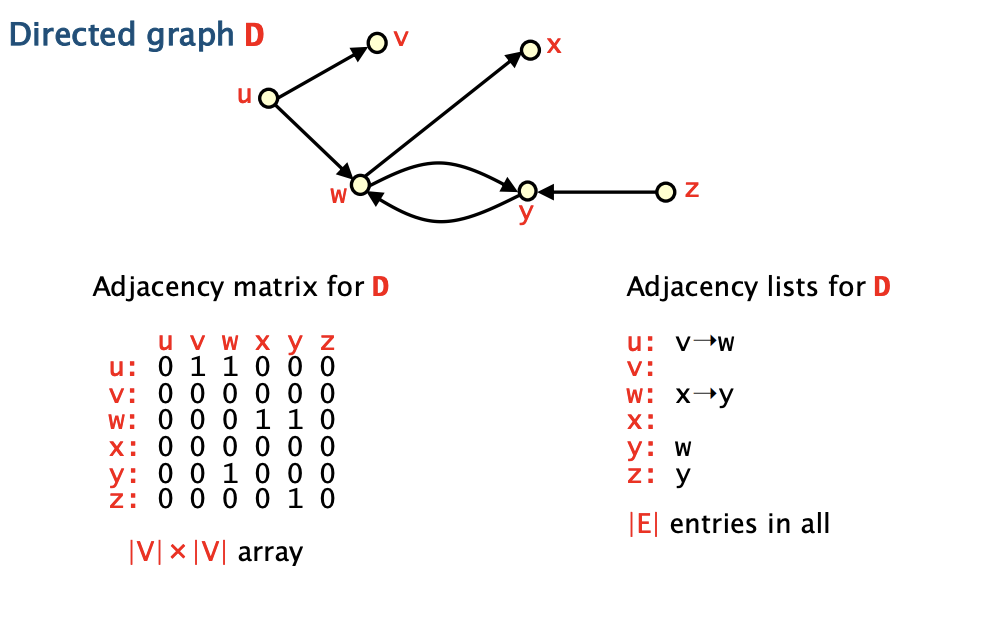 Directed graph D
v
x
u
w
y
z
Adjacency matrix for D
u v w x y z
u: 0 1 1 0 0 0
v: 0 0 0 0 0 0
w: 0 0 0 1 1 0
x: 0 0 0 0 0 0
y: 0 0 1 0 0 0
z: 0 0 0 0 1 0
|V| × |V| array
Adjacency lists for D
u: v→w
v:
w: x→y
x:
y: w
z: y
|E| entries in all